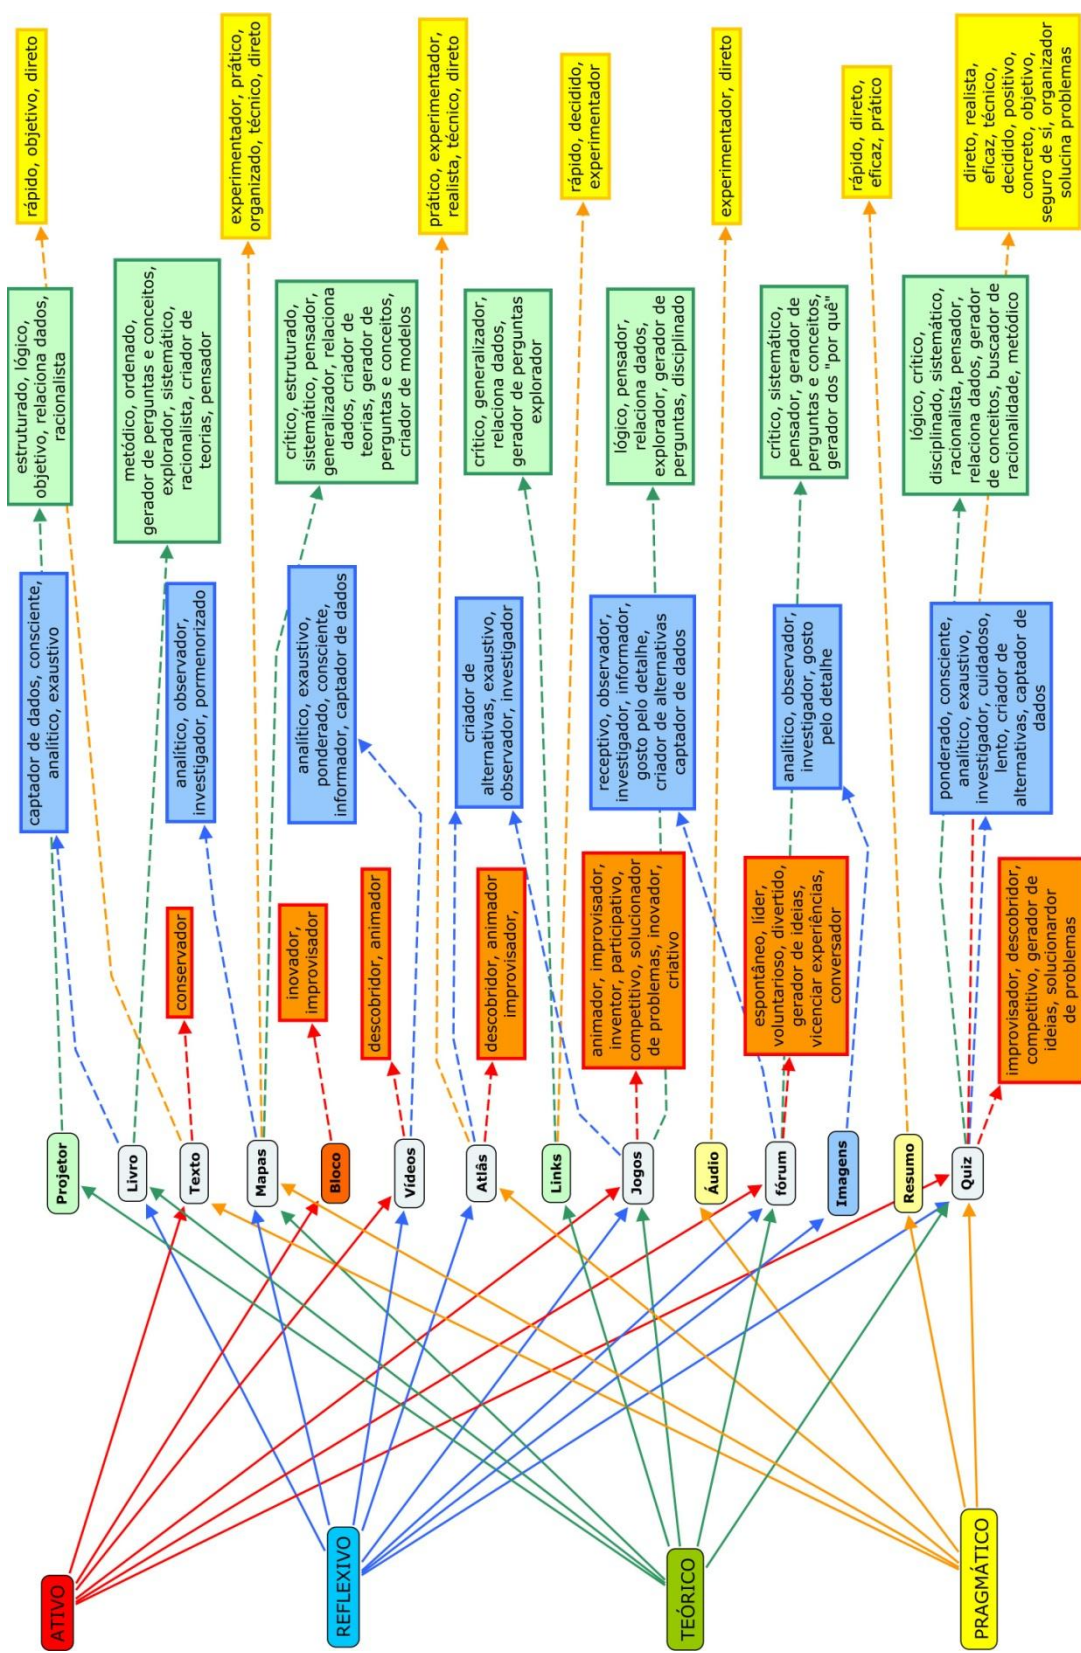 ATIVO
REFLEXIVO
TEÓRICO
PRAGMÁTICO
Projetor
Livro
Texto
Mapas
Bloco
Vídeos
Atlâs
Links
Jogos
Áudio
fórum
Imagens
Resumo
Quiz
conservador
inovador,
improvisador
descobridor, animador
descobridor, animador
improvisador,
animador, improvisador,
inventor, participativo,
competitivo, solucionador
de problemas, inovador,
criativo
espontâneo, líder,
voluntarioso, divertido,
gerador de ideias,
vicenciar experiências,
conversador
improvisador, descobridor,
competitivo, gerador de
ideias, solucionardor
de problemas
captador de dados, consciente,
analítico, exaustivo
analítico, observador,
investigador, pormenorizado
analítico, exaustivo,
ponderado, consciente,
informador, captador de dados
criador de
alternativas, exaustivo,
observador, investigador
receptivo, observador,
investigador, informador,
gosto pelo detalhe,
criador de alternativas
captador de dados
analítico, observador,
investigador, gosto
pelo detalhe
ponderado, consciente,
analítico, exaustivo,
investigador, cuidadoso,
lento, criador de
alternativas, captador de
dados
estruturado, lógico,
objetivo, relaciona dados,
racionalista
metódico, ordenado,
gerador de perguntas e conceitos,
explorador, sistemático,
racionalista, criador de
teorias, pensador
crítico, estruturado,
sistemático, pensador,
generalizador, relaciona
dados, criador de
teorias, gerador de
perguntas e conceitos,
criador de modelos
crítico, generalizador,
relaciona dados,
gerador de perguntas
explorador
lógico, pensador,
relaciona dados,
explorador, gerador de
perguntas, disciplinado
crítico, sistemático,
pensador, gerador de
perguntas e conceitos,
gerador dos "por quê"
lógico, crítico,
disciplinado, sistemático,
racionalista, pensador,
relaciona dados, gerador
de conceitos, buscador de
racionalidade, metódico
rápido, objetivo, direto
experimentador, prático,
organizado, técnico, direto
prático, experimentador,
realista, técnico, direto
rápido, decidido,
experimentador
experimentador, direto
rápido, direto,
eficaz, prático
direto, realista,
eficaz, técnico,
decidido, positivo,
concreto, objetivo,
seguro de sí, organizador
solucina problemas